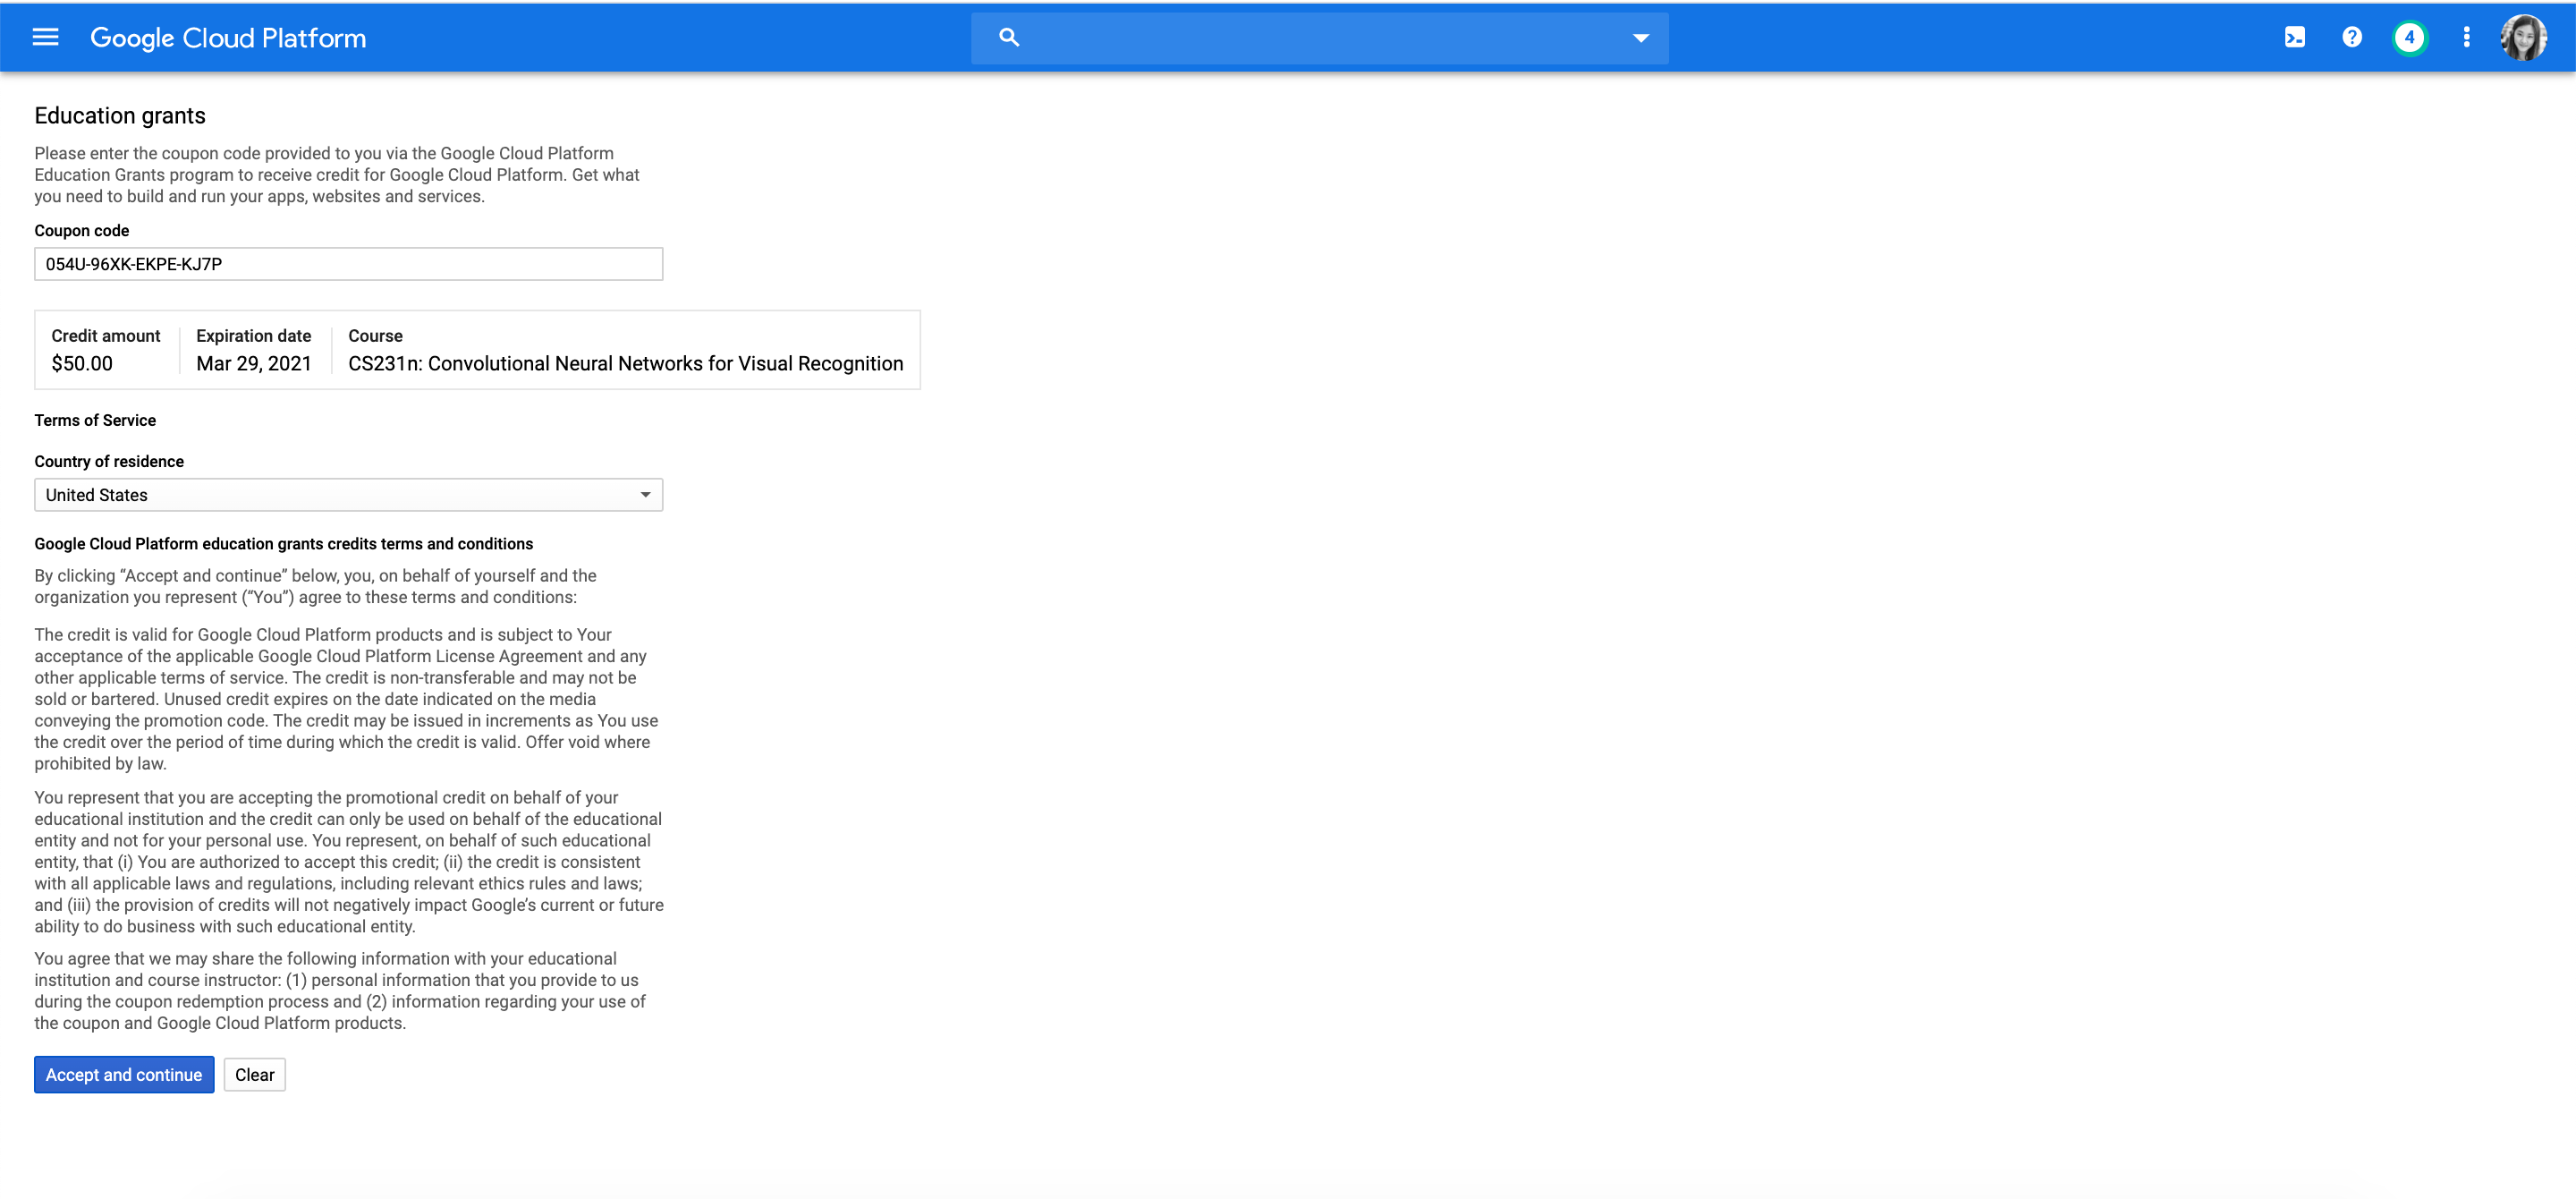 Google Cloud Platform
4
Education grants
Please enter the coupon code provided to you via the Google Cloud Platform
Education Grants program to receive credit for Google Cloud Platform. Get what
you need to build and run your apps, websites and services.
Coupon code
054U-96XK-EKPE-KJ7P
Credit amount
$50.00
Expiration date
Mar 29, 2021
Course
CS231n: Convolutional Neural Networks for Visual Recognition
Terms of Service
Country of residence
United States
Google Cloud Platform education grants credits terms and conditions
By clicking “Accept and continue” below, you, on behalf of yourself and the
organization you represent (“You”) agree to these terms and conditions:
The credit is valid for Google Cloud Platform products and is subject to Your
acceptance of the applicable Google Cloud Platform License Agreement and any
other applicable terms of service. The credit is non-transferable and may not be
sold or bartered. Unused credit expires on the date indicated on the media
conveying the promotion code. The credit may be issued in increments as You use
the credit over the period of time during which the credit is valid. Offer void where
prohibited by law.
You represent that you are accepting the promotional credit on behalf of your
educational institution and the credit can only be used on behalf of the educational
entity and not for your personal use. You represent, on behalf of such educational
entity, that (i) You are authorized to accept this credit; (ii) the credit is consistent
with all applicable laws and regulations, including relevant ethics rules and laws;
and (iii) the provision of credits will not negatively impact Google’s current or future
ability to do business with such educational entity.
You agree that we may share the following information with your educational
institution and course instructor: (1) personal information that you provide to us
during the coupon redemption process and (2) information regarding your use of
the coupon and Google Cloud Platform products.
Accept and continue
Clear